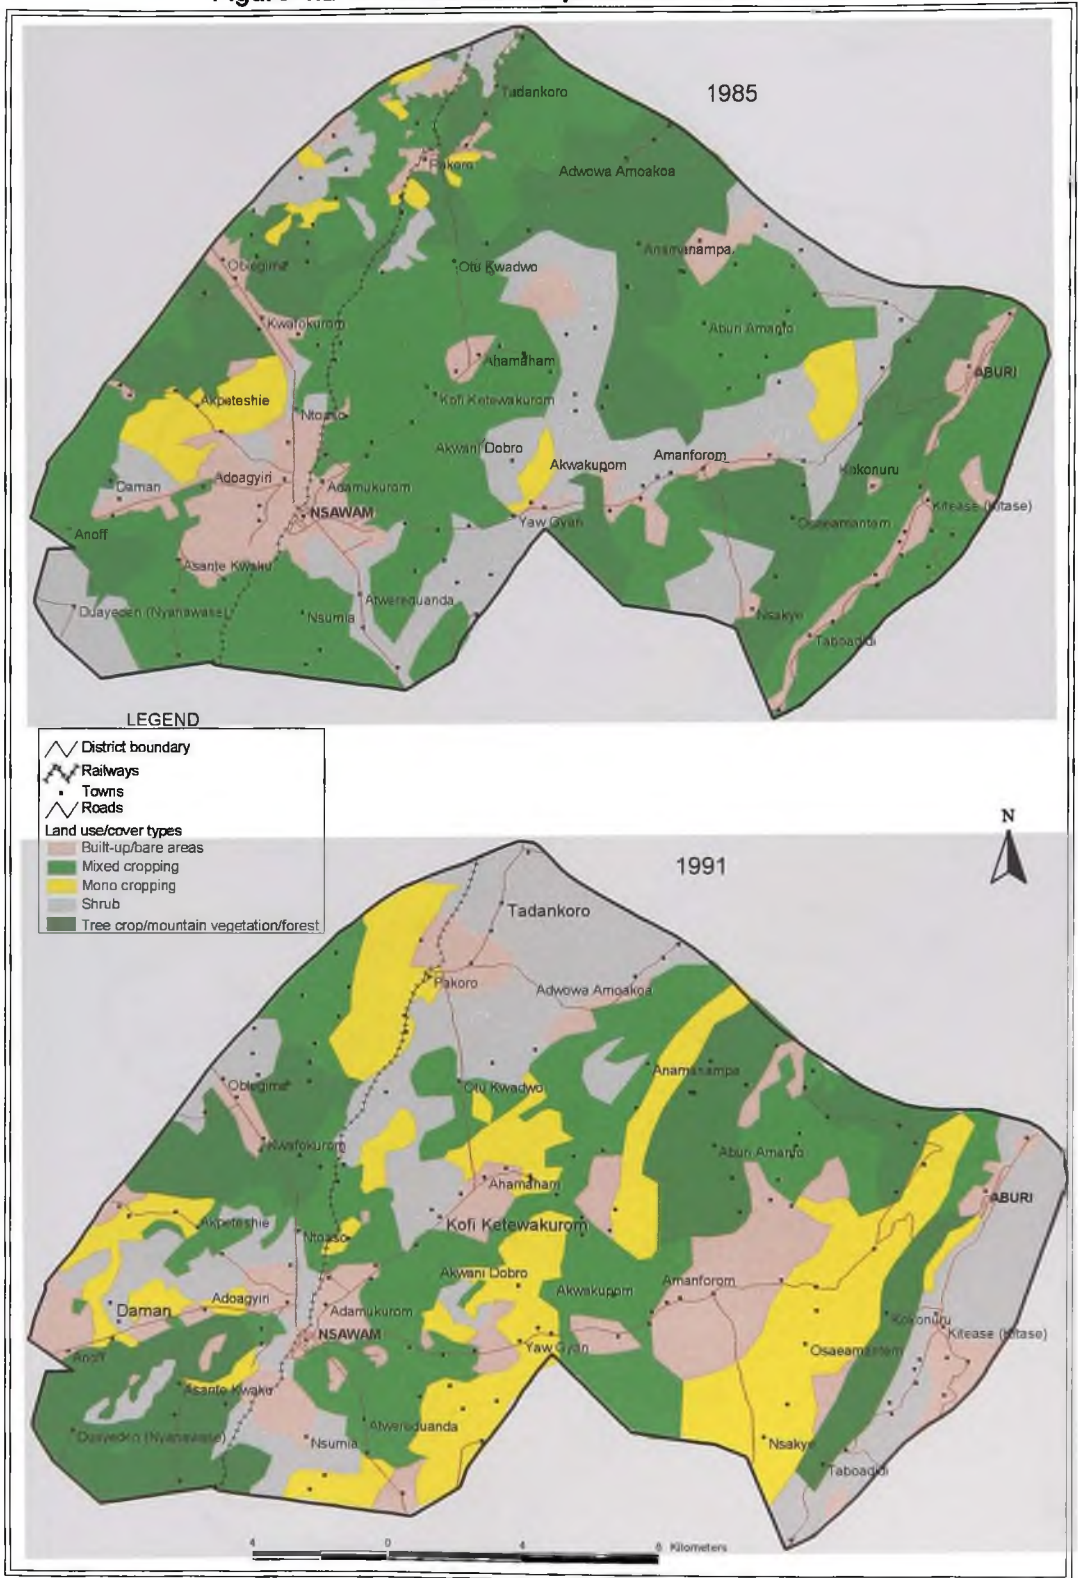 1985
Tadankoro
Pakoro
Adwowa Amoakoa
Anamanampa
Obiegima
Otu Kwadwo
Kwafokurom
Aburi Amanfo
Ahamaham
ABURI
Akpeteshie
Kofi Ketewakurom
Ntoaso
Akwani Dobro
Akwakupom
Amanforom
Kokonuru
Daman
Adoagyiri
Adamukurom
Kitease (Kitase)
NSAWAM
Yaw Gyan
Osaeamantem
Anoff
Asante Kwaku
Atwereduanda
Duayeden (Nyanawase)
Nsumia
Nsakye
Taboadidi
LEGEND
District boundary
Railways
Towns
Roads
Land use/cover types
Built-up/bare areas
Mixed cropping
Mono cropping
Shrub
Tree crop/mountain vegetation/forest
N
1991
Tadankoro
Pakoro
Adwowa Amoakoa
Anamanampa
Obiegima
Otu Kwadwo
Kwafokurom
Aburi Amanfo
Ahamaham
ABURI
Akpeteshie
Kofi Ketewakurom
Ntoaso
Akwani Dobro
Akwakupom
Amanforom
Daman
Adoagyiri
Adamukurom
Kokonuru
Kitease (Kitase)
NSAWAM
Yaw Gyan
Osaeamantem
Anoff
Asante Kwaku
Atwereduanda
Duayeden (Nyanawase)
Nsumia
Nsakye
Taboadidi
4 0 4 8 Kilometers